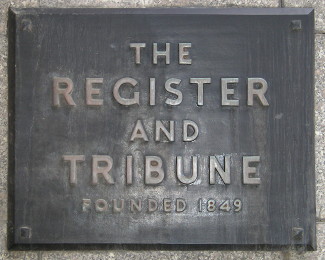 THE
REGISTER
AND
TRIBUNE
FOUNDED 1849